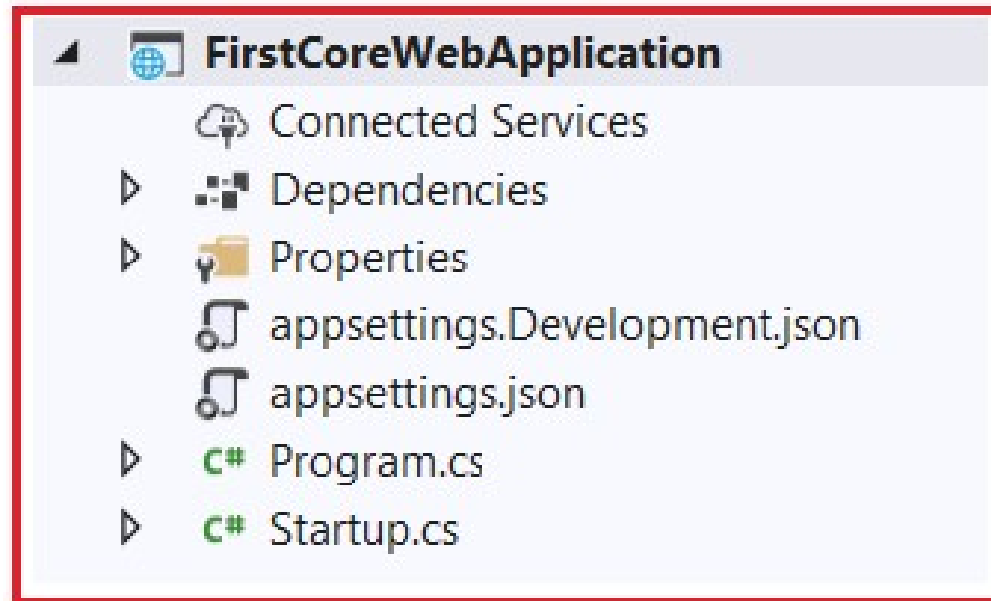 FirstCoreWebApplication
Connected Services
Dependencies
Properties
appsettings.Development.json
appsettings.json
C# Program.cs
C# Startup.cs